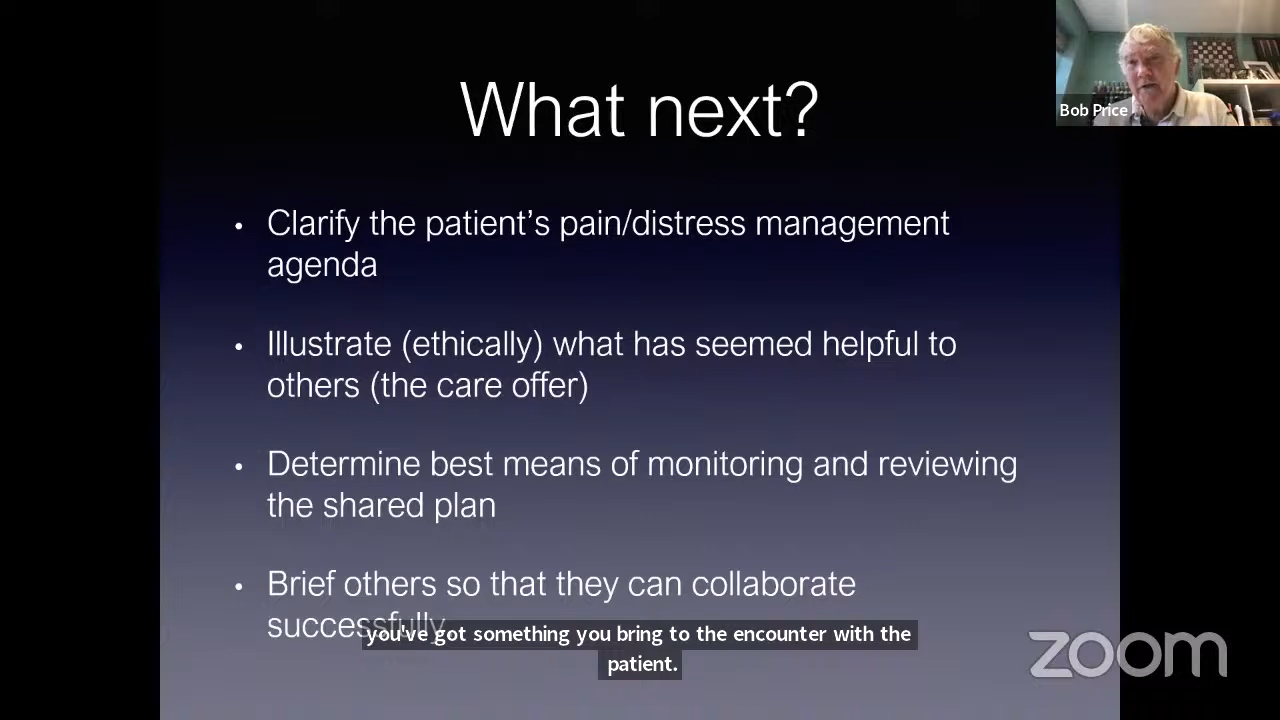 What next?
Bob Price
• Clarify the patient's pain/distress management
agenda
• Illustrate (ethically) what has seemed helpful to
others (the care offer)
• Determine best means of monitoring and reviewing
the shared plan
• Brief others so that they can collaborate
successfully
you've got something you bring to the encounter with the
patient.
zoom